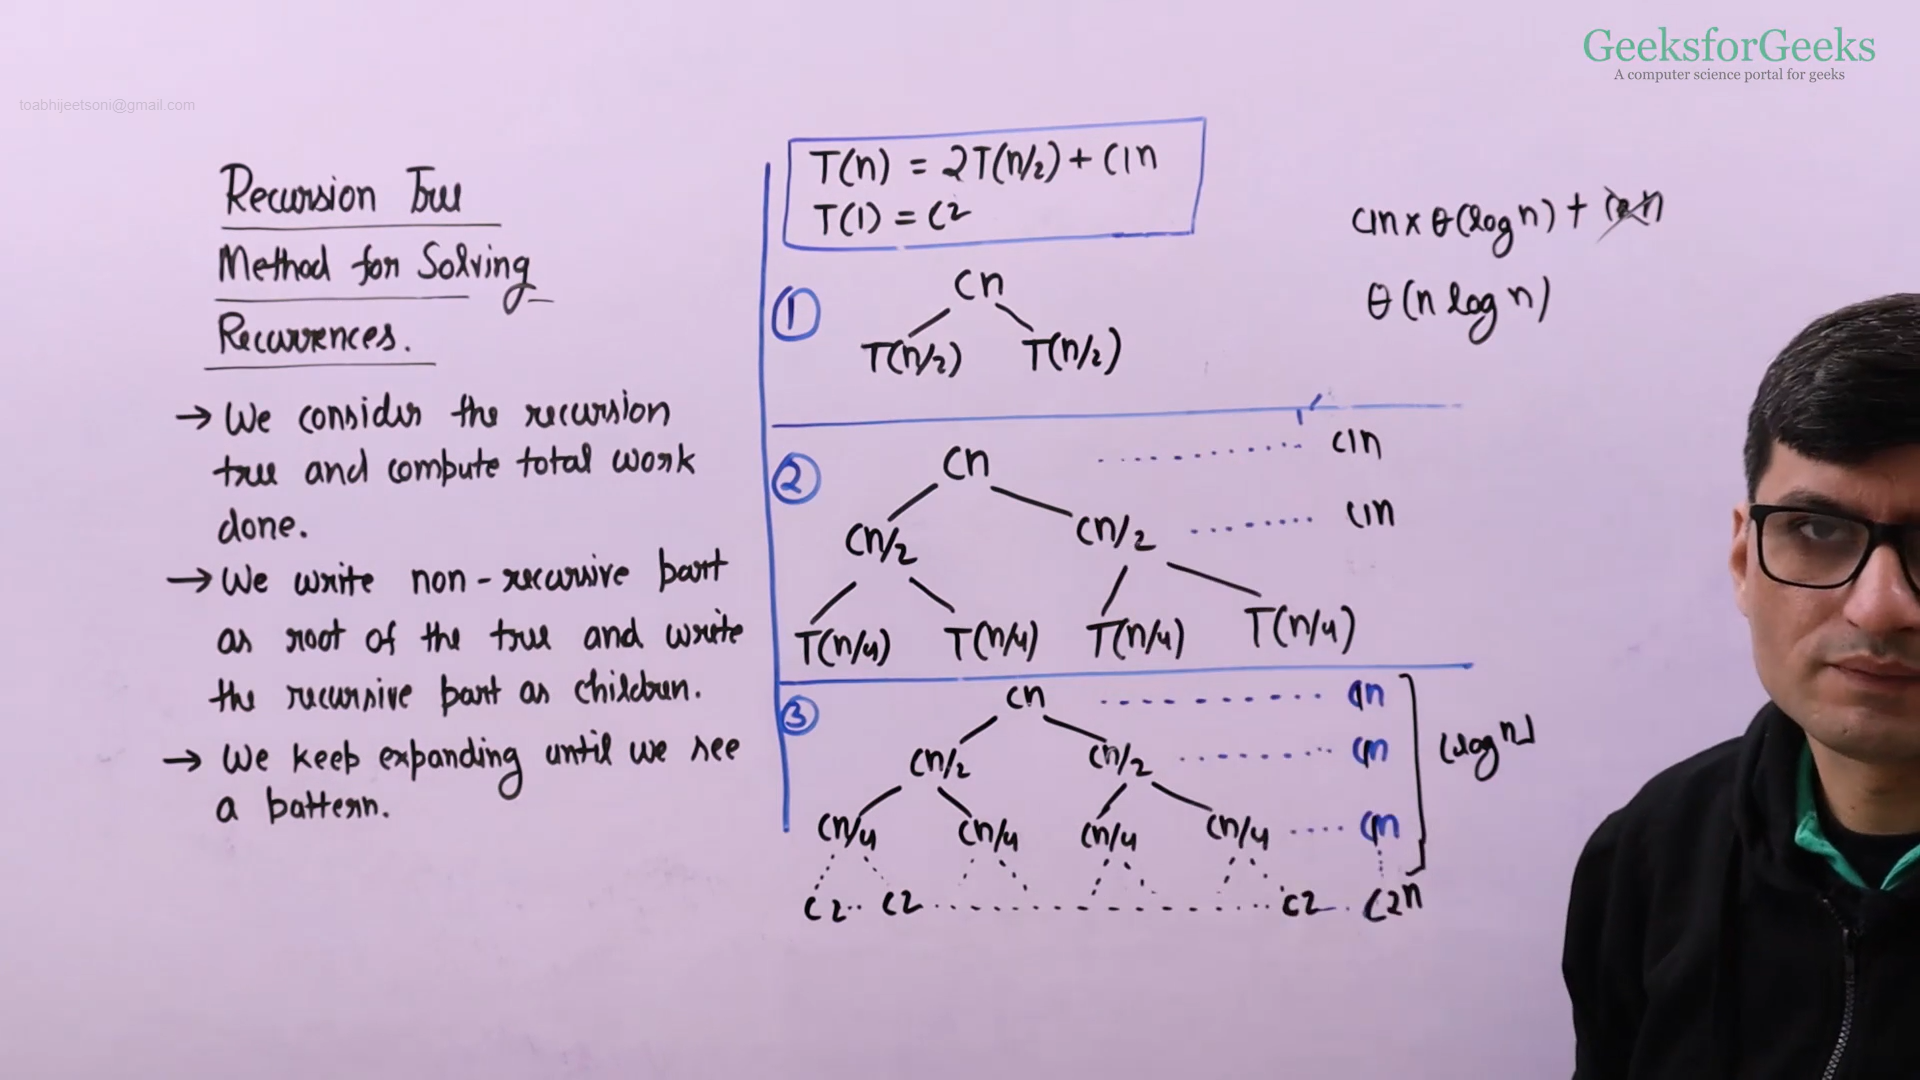 GeeksforGeeks
A computer science portal for geeks
toabhijeetsoni@gmail.com
Recursion Tree
Method for Solving
Recurrences.
→ We consider the recursion
tree and compute total work
done.
→ We write non-recursive part
as root of the tree and write
the recursive part as children.
→ We keep expanding until we see
a pattern.
T(n) = 2T(n/2) + C1n
T(1) = C2
① Cn
T(n/2) T(n/2)
② Cn C1n
Cn/2 Cn/2 C1n
T(n/4) T(n/4) T(n/4) T(n/4)
③ Cn C1n
Cn/2 Cn/2 Cn
Cn/4 Cn/4 Cn/4 Cn/4 Cn
C2 C2 C2 C2n
⌊log n⌋
C1n × θ(log n) + C2n
θ(n log n)